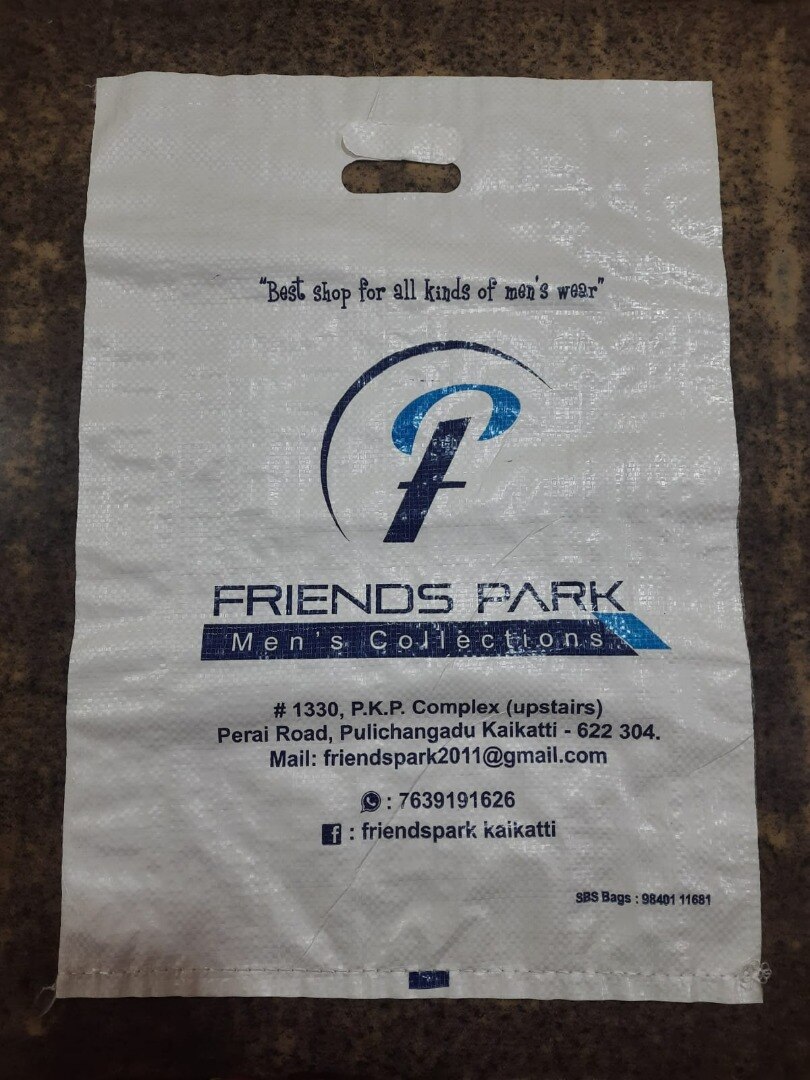 "Best shop for all kinds of men's wear"
f
FRIENDS PARK
Men's Collections
# 1330, P.K.P. Complex (upstairs)
Perai Road, Pulichangadu Kaikatti - 622 304.
Mail: friendspark2011@gmail.com
: 7639191626
f : friendspark kaikatti
SBS Bags : 98401 11681